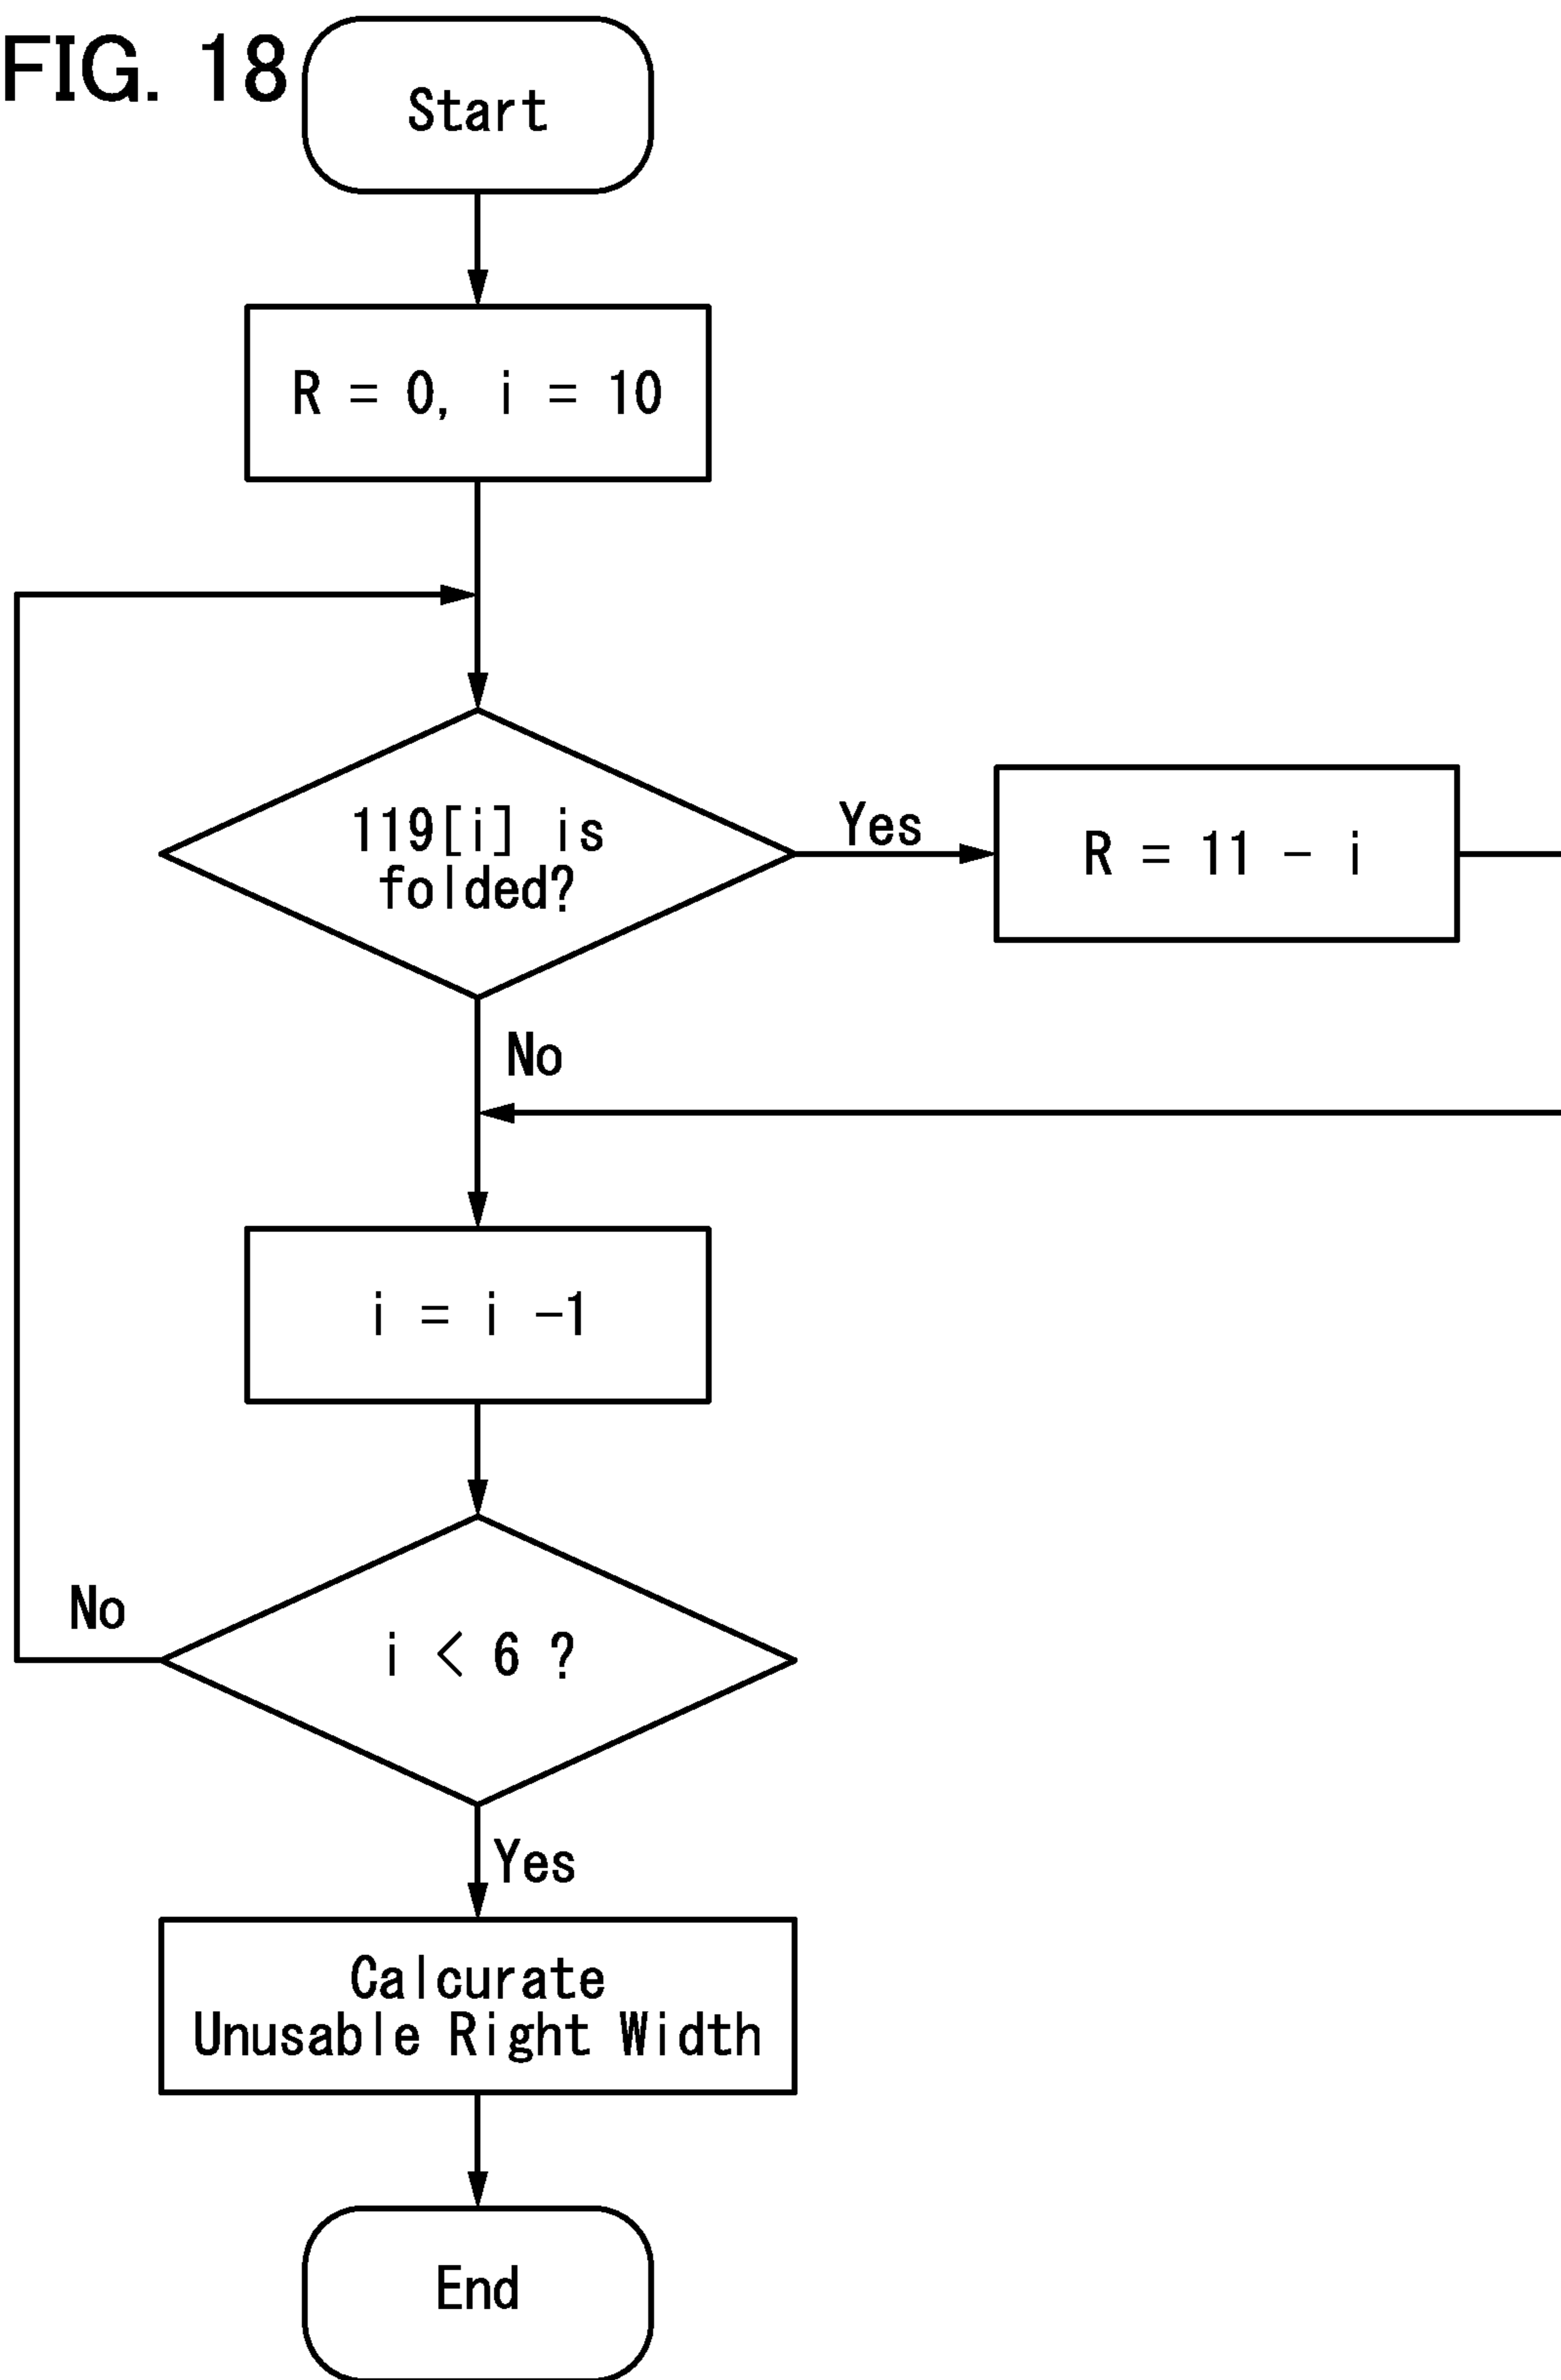 FIG. 18
Start
R = 0, i = 10
119[i] is
folded?
Yes
R = 11 - i
No
i = i -1
i < 6 ?
No
Yes
Calcurate
Unusable Right Width
End